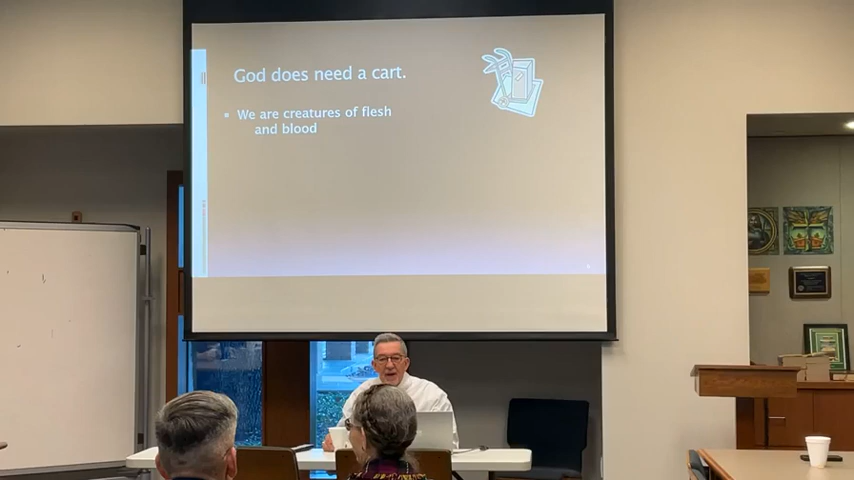 God does need a cart.
▪ We are creatures of flesh
and blood